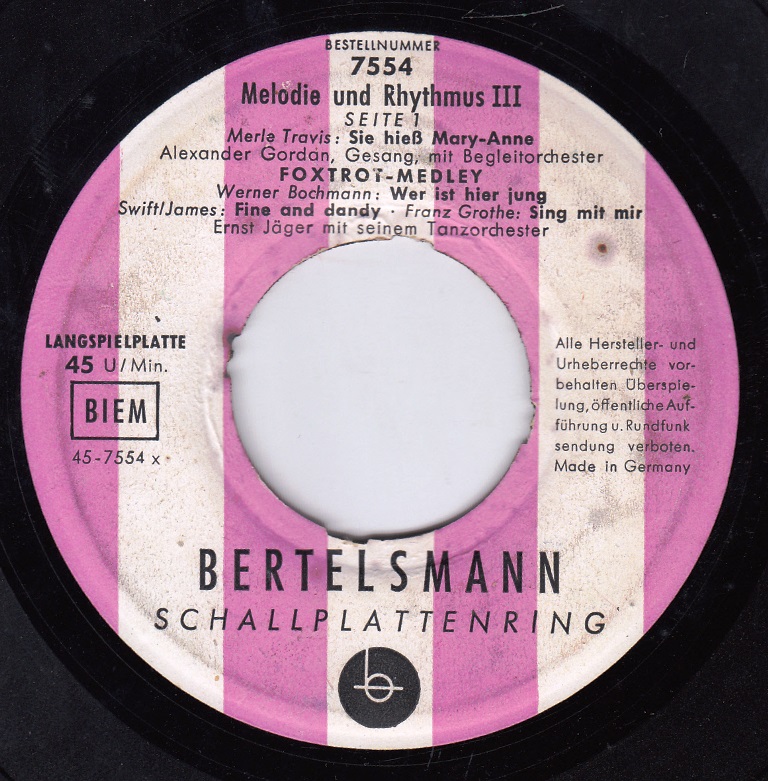 BESTELLNUMMER
7554
Melodie und Rhythmus III
SEITE 1
Merle Travis: Sie hieß Mary-Anne
Alexander Gordan, Gesang, mit Begleitorchester
FOXTROT-MEDLEY
Werner Bochmann: Wer ist hier jung
Swift/James: Fine and dandy · Franz Grothe: Sing mit mir
Ernst Jäger mit seinem Tanzorchester
LANGSPIELPLATTE
45 U/Min.
BIEM
45-7554 x
Alle Hersteller- und
Urheberrechte vor-
behalten. Überspie-
lung, öffentliche Auf-
führung u. Rundfunk
sendung verboten.
Made in Germany
BERTELSMANN
SCHALLPLATTENRING
b